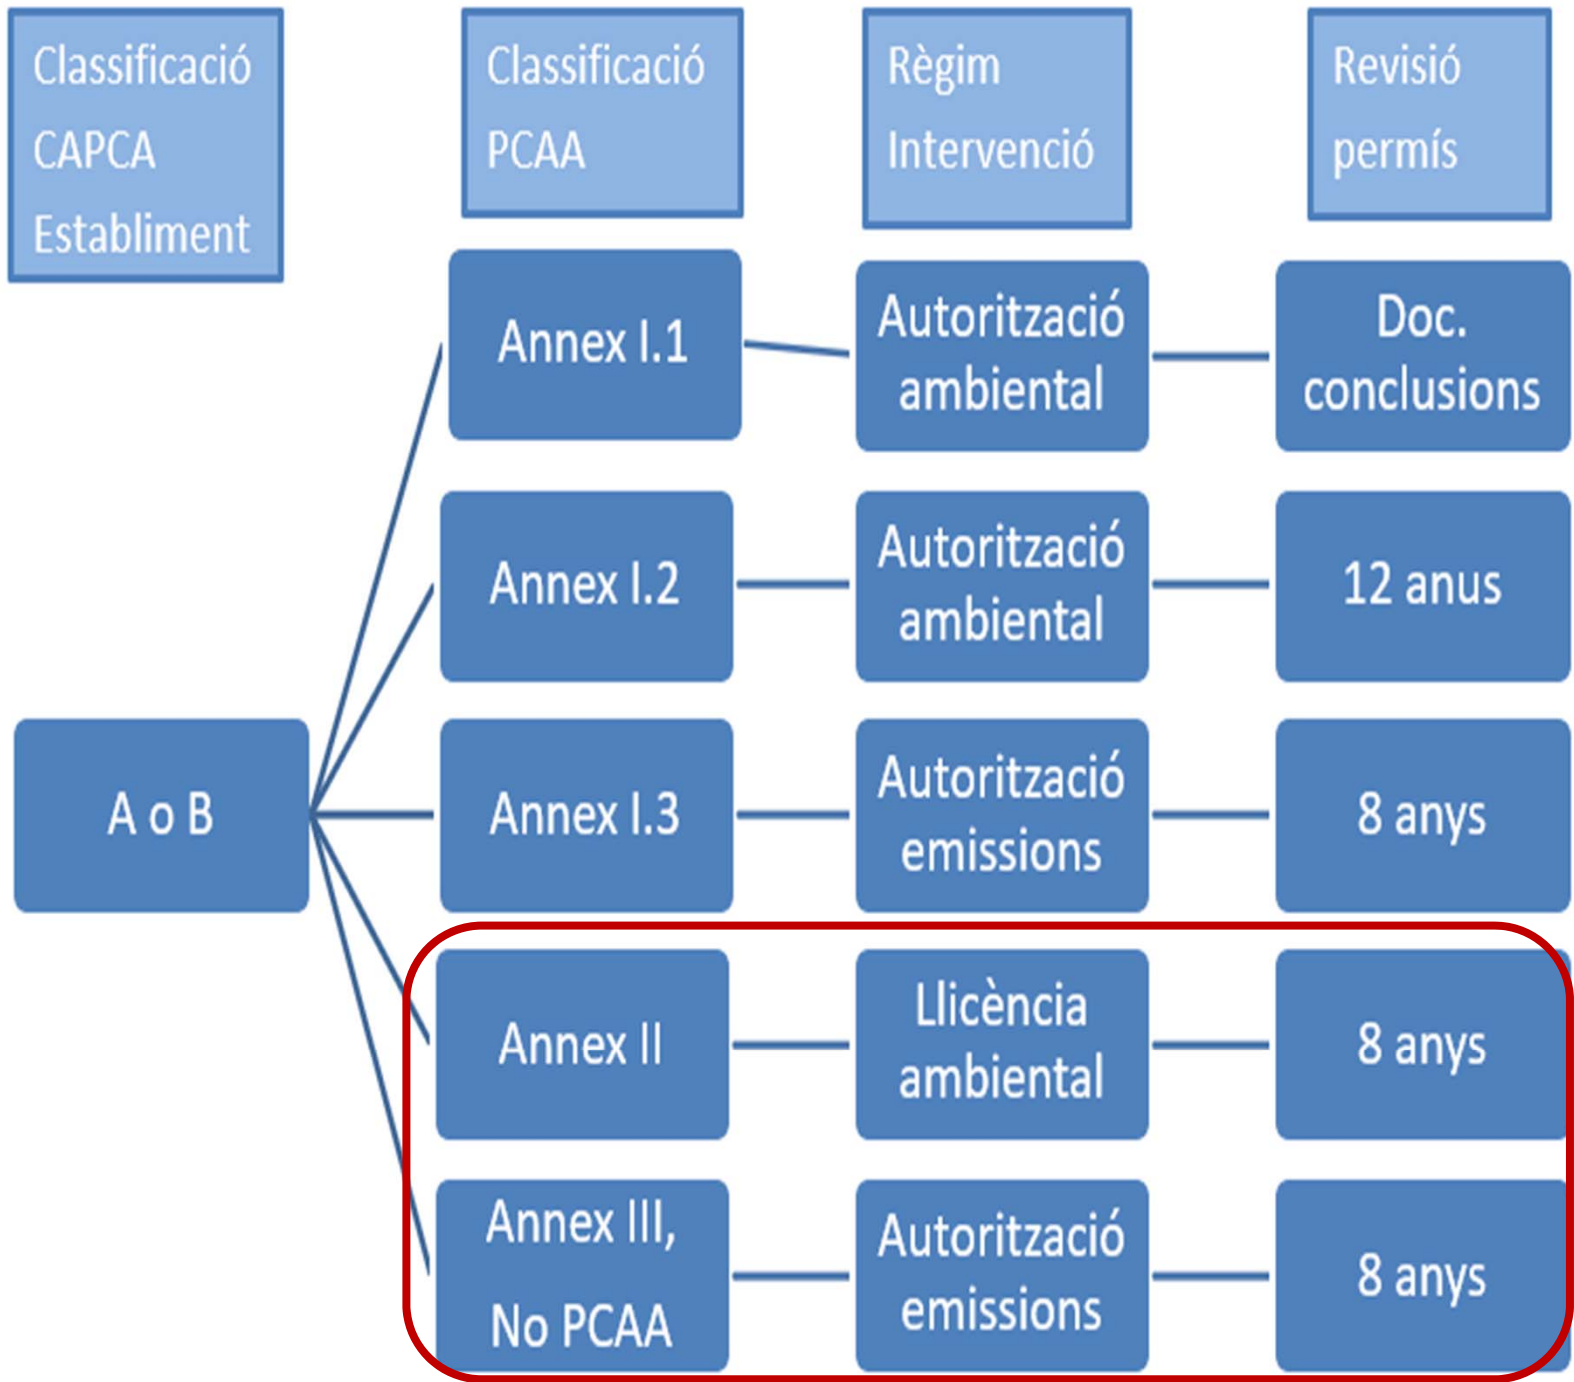 Classificació
CAPCA
Establiment
Classificació
PCAA
Règim
Intervenció
Revisió
permís
Annex I.1
Autorització
ambiental
Doc.
conclusions
Annex I.2
Autorització
ambiental
12 anus
A o B
Annex I.3
Autorització
emissions
8 anys
Annex II
Llicència
ambiental
8 anys
Annex III,
No PCAA
Autorització
emissions
8 anys